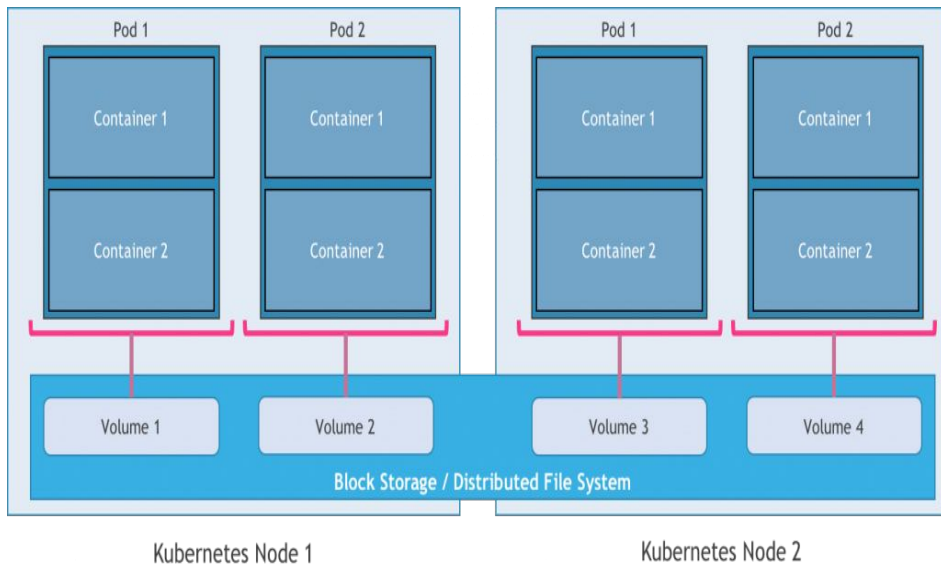 Pod 1
Pod 2
Container 1
Container 1
Container 2
Container 2
Pod 1
Pod 2
Container 1
Container 1
Container 2
Container 2
Volume 1
Volume 2
Volume 3
Volume 4
Block Storage / Distributed File System
Kubernetes Node 1
Kubernetes Node 2